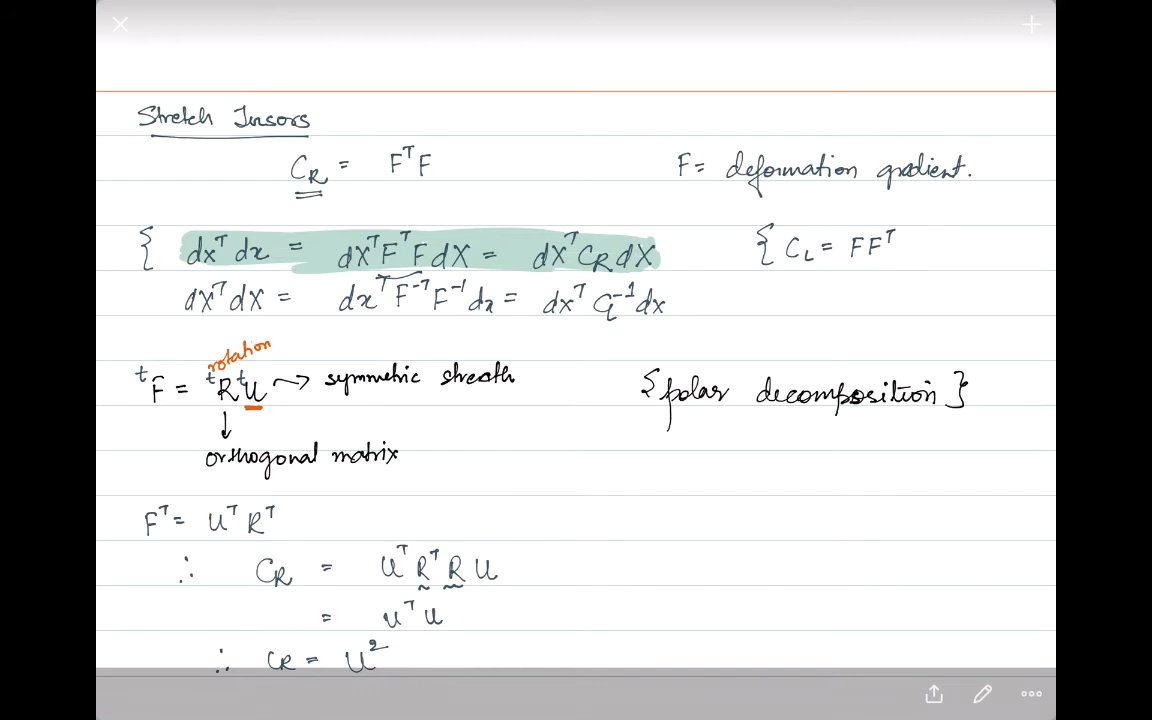 Stretch Tensors
C_R = F^T F    F = deformation gradient.
{ dx^T dx = dX^T F^T F dX = dX^T C_R dX    { C_L = F F^T
dX^T dX = dx^T F^-T F^-1 dx = dx^T C_L^-1 dx
rotation
^tF = ^tR ^tU → symmetric stretch    {polar decomposition}
↓
orthogonal matrix
F^T = U^T R^T
∴ C_R = U^T R^T R U
= U^T U
∴ C_R = U^2